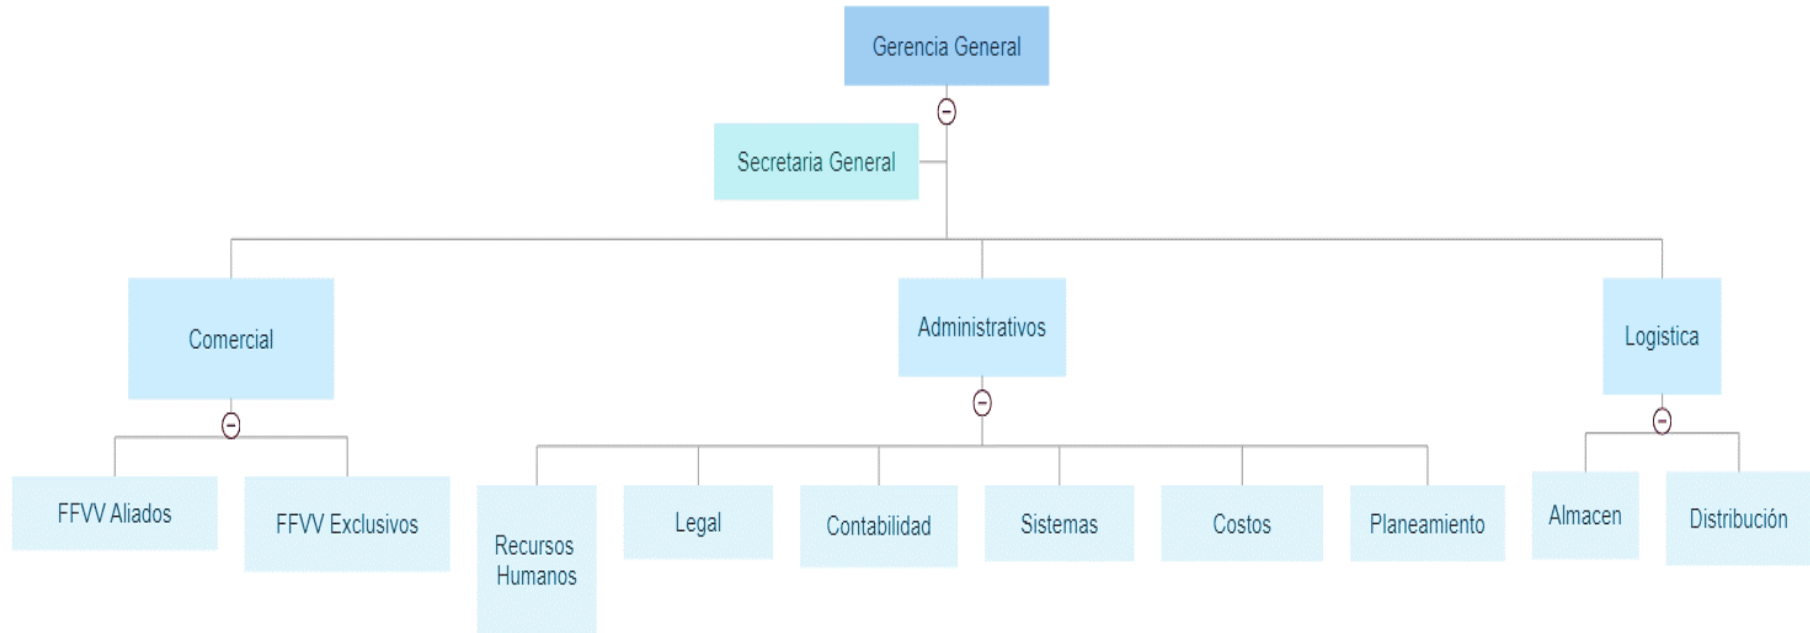 Gerencia General
Secretaria General
Comercial
Administrativos
Logistica
FFVV Aliados
FFVV Exclusivos
Recursos
Humanos
Legal
Contabilidad
Sistemas
Costos
Planeamiento
Almacen
Distribución